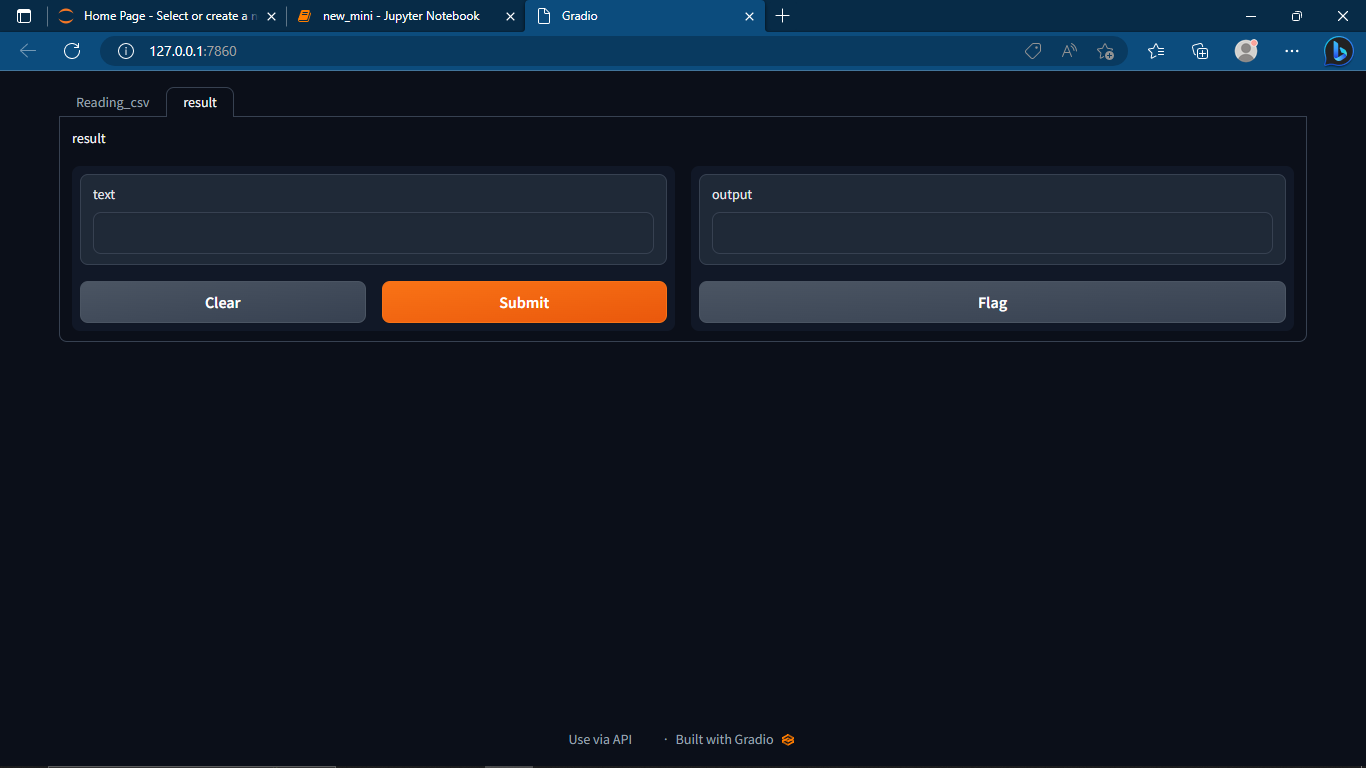 Home Page - Select or create a n
new_mini - Jupyter Notebook
Gradio
127.0.0.1:7860
Reading_csv
result
result
text
output
Clear
Submit
Flag
Use via API
· Built with Gradio